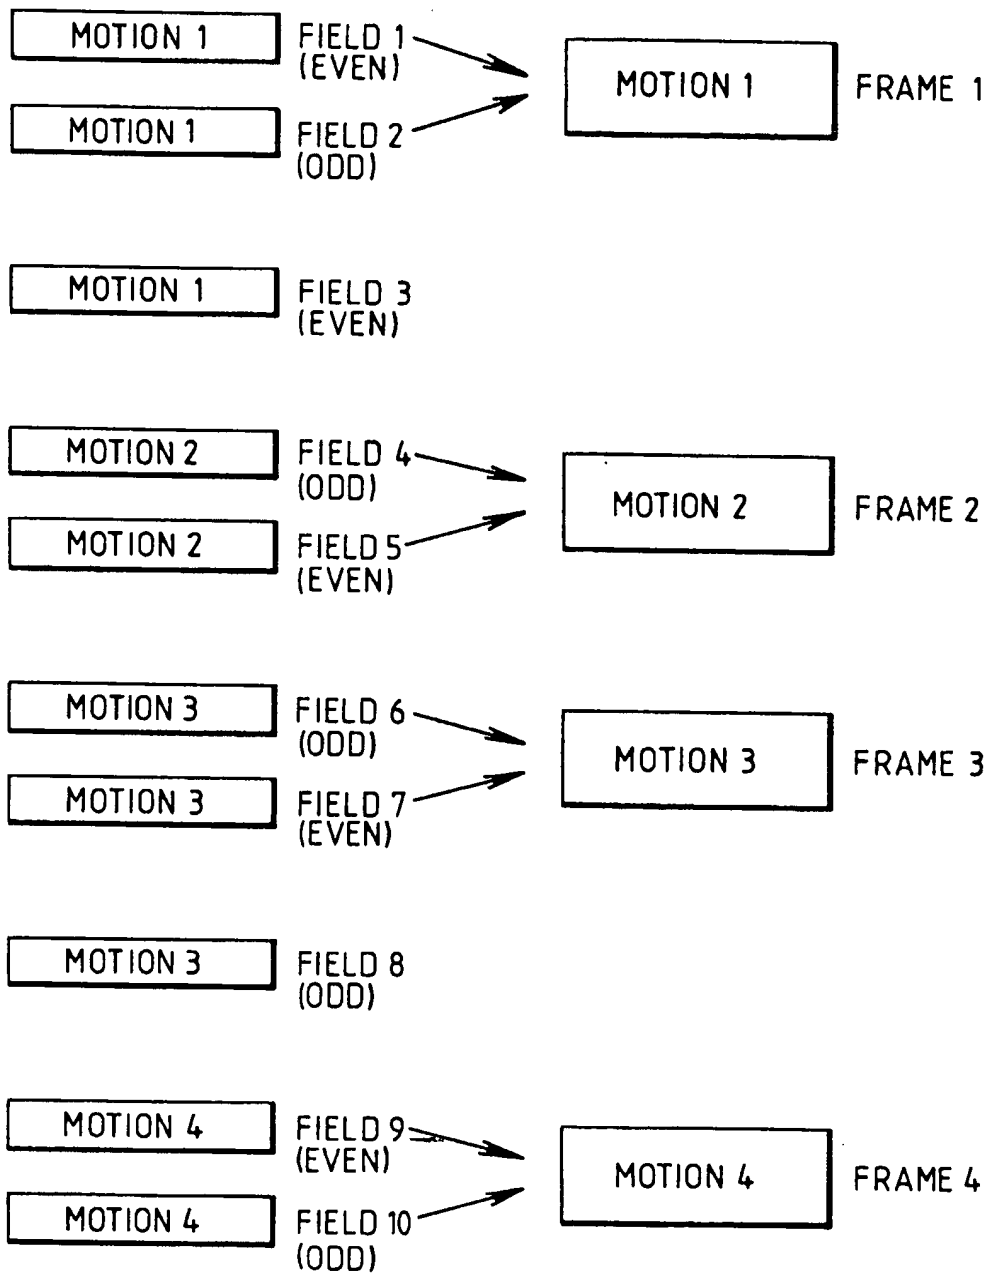 MOTION 1
FIELD 1
(EVEN)
MOTION 1
FIELD 2
(ODD)
MOTION 1
FRAME 1
MOTION 1
FIELD 3
(EVEN)
MOTION 2
FIELD 4
(ODD)
MOTION 2
FIELD 5
(EVEN)
MOTION 2
FRAME 2
MOTION 3
FIELD 6
(ODD)
MOTION 3
FIELD 7
(EVEN)
MOTION 3
FRAME 3
MOTION 3
FIELD 8
(ODD)
MOTION 4
FIELD 9
(EVEN)
MOTION 4
FIELD 10
(ODD)
MOTION 4
FRAME 4